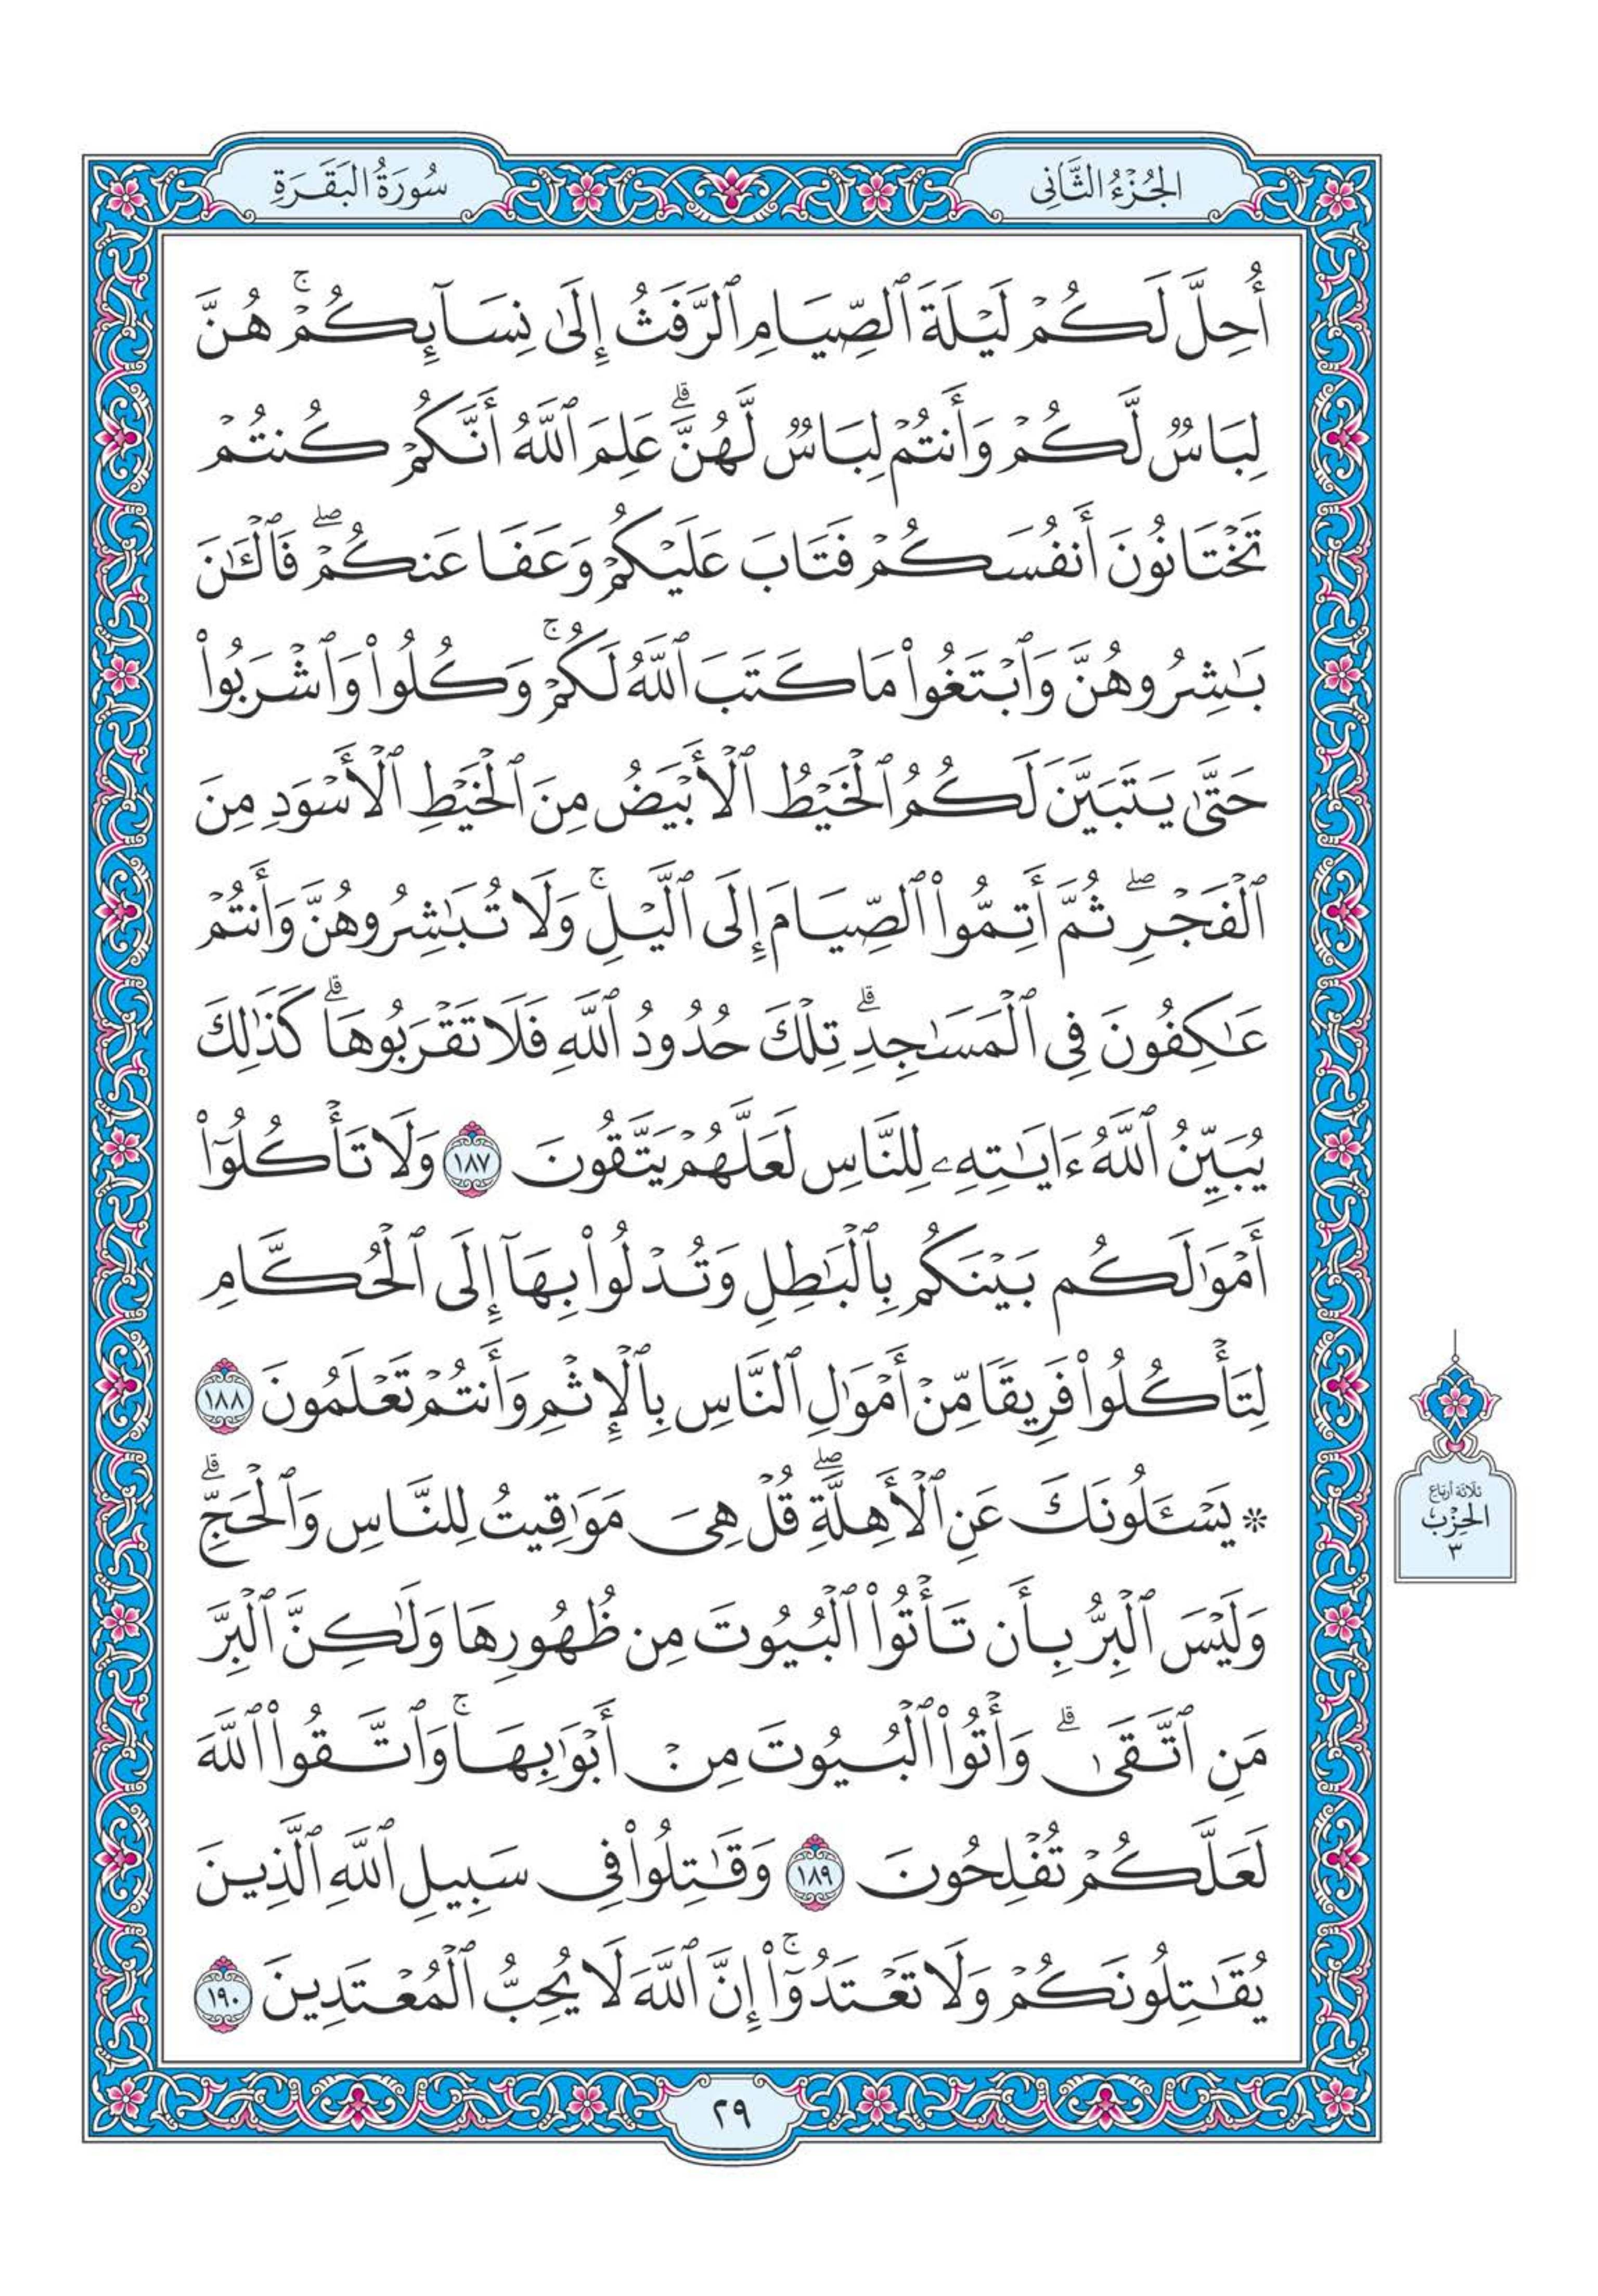 الجُزْءُ الثَّانِى
سُورَةُ البَقَرَةِ
أُحِلَّ لَكُمْ لَيْلَةَ ٱلصِّيَامِ ٱلرَّفَثُ إِلَىٰ نِسَآئِكُمْۚ هُنَّ
لِبَاسٌ لَّكُمْ وَأَنتُمْ لِبَاسٌ لَّهُنَّۗ عَلِمَ ٱللَّهُ أَنَّكُمْ كُنتُمْ
تَخْتَانُونَ أَنفُسَكُمْ فَتَابَ عَلَيْكُمْ وَعَفَا عَنكُمْۖ فَٱلْـَٰٔنَ
بَـٰشِرُوهُنَّ وَٱبْتَغُوا۟ مَا كَتَبَ ٱللَّهُ لَكُمْۚ وَكُلُوا۟ وَٱشْرَبُوا۟
حَتَّىٰ يَتَبَيَّنَ لَكُمُ ٱلْخَيْطُ ٱلْأَبْيَضُ مِنَ ٱلْخَيْطِ ٱلْأَسْوَدِ مِنَ
ٱلْفَجْرِۖ ثُمَّ أَتِمُّوا۟ ٱلصِّيَامَ إِلَى ٱلَّيْلِۚ وَلَا تُبَـٰشِرُوهُنَّ وَأَنتُمْ
عَـٰكِفُونَ فِى ٱلْمَسَـٰجِدِۗ تِلْكَ حُدُودُ ٱللَّهِ فَلَا تَقْرَبُوهَاۗ كَذَٰلِكَ
يُبَيِّنُ ٱللَّهُ ءَايَـٰتِهِۦ لِلنَّاسِ لَعَلَّهُمْ يَتَّقُونَ ١٨٧ وَلَا تَأْكُلُوٓا۟
أَمْوَٰلَكُم بَيْنَكُم بِٱلْبَـٰطِلِ وَتُدْلُوا۟ بِهَآ إِلَى ٱلْحُكَّامِ
لِتَأْكُلُوا۟ فَرِيقًا مِّنْ أَمْوَٰلِ ٱلنَّاسِ بِٱلْإِثْمِ وَأَنتُمْ تَعْلَمُونَ ١٨٨
* يَسْـَٔلُونَكَ عَنِ ٱلْأَهِلَّةِۖ قُلْ هِىَ مَوَٰقِيتُ لِلنَّاسِ وَٱلْحَجِّۗ
وَلَيْسَ ٱلْبِرُّ بِأَن تَأْتُوا۟ ٱلْبُيُوتَ مِن ظُهُورِهَا وَلَـٰكِنَّ ٱلْبِرَّ
مَنِ ٱتَّقَىٰۗ وَأْتُوا۟ ٱلْبُيُوتَ مِنْ أَبْوَٰبِهَاۚ وَٱتَّقُوا۟ ٱللَّهَ
لَعَلَّكُمْ تُفْلِحُونَ ١٨٩ وَقَـٰتِلُوا۟ فِى سَبِيلِ ٱللَّهِ ٱلَّذِينَ
يُقَـٰتِلُونَكُمْ وَلَا تَعْتَدُوٓا۟ۚ إِنَّ ٱللَّهَ لَا يُحِبُّ ٱلْمُعْتَدِينَ ١٩٠
ثلاثة أرباع
الحِزْب
٣
٢٩